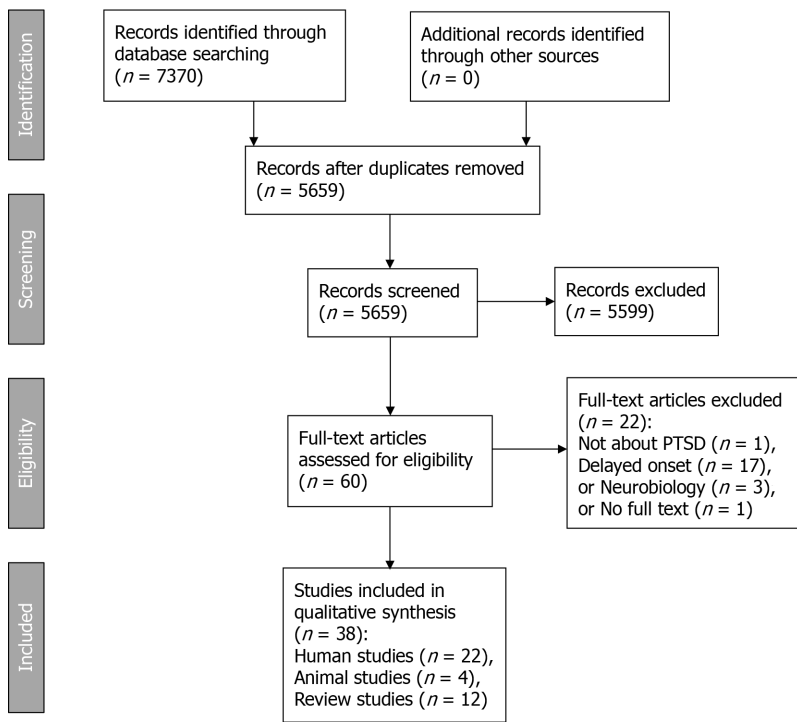 Identification
Records identified through
database searching
(n = 7370)
Additional records identified
through other sources
(n = 0)
Records after duplicates removed
(n = 5659)
Screening
Records screened
(n = 5659)
Records excluded
(n = 5599)
Eligibility
Full-text articles
assessed for eligibility
(n = 60)
Full-text articles excluded
(n = 22):
Not about PTSD (n = 1),
Delayed onset (n = 17),
or Neurobiology (n = 3),
or No full text (n = 1)
Included
Studies included in
qualitative synthesis
(n = 38):
Human studies (n = 22),
Animal studies (n = 4),
Review studies (n = 12)